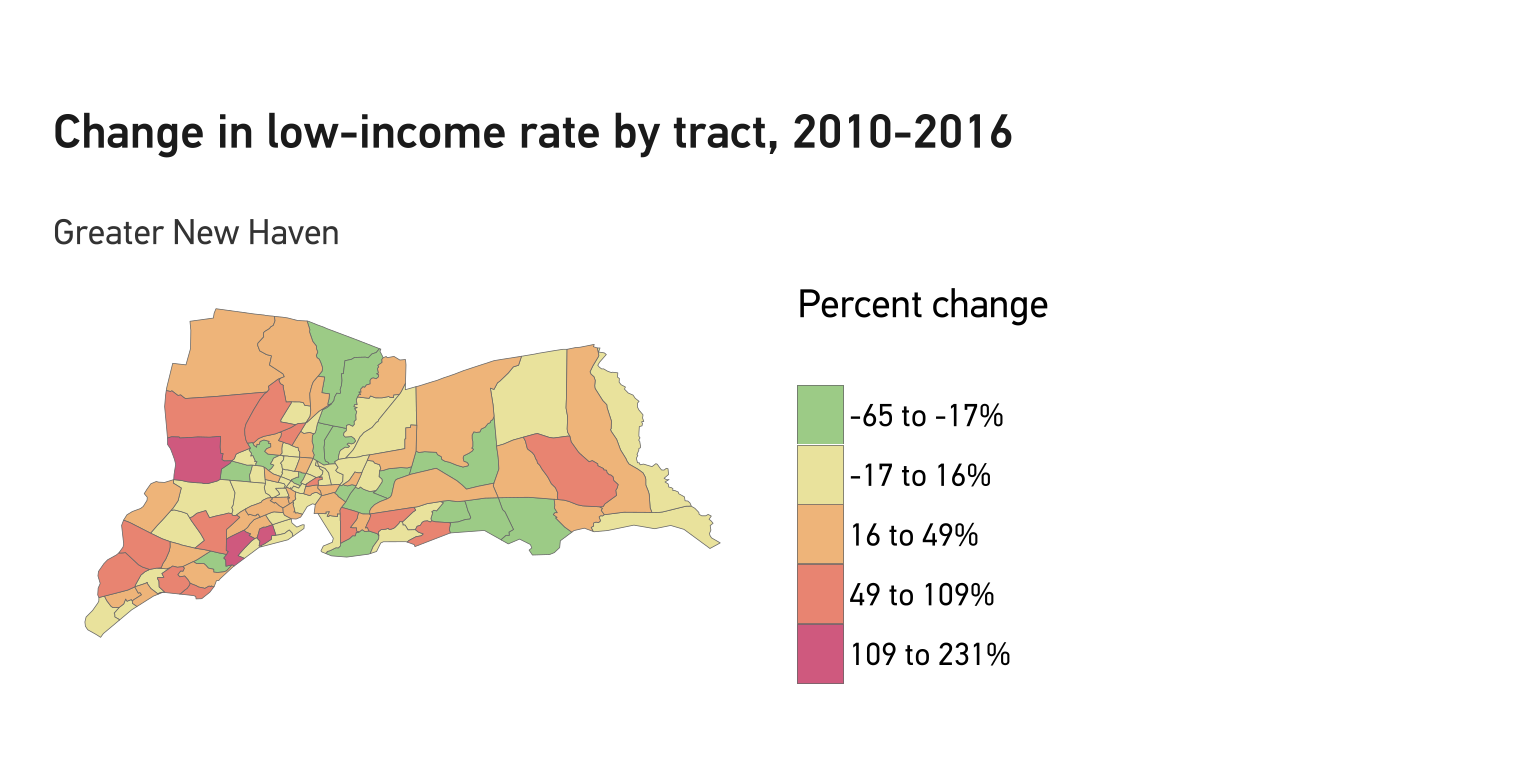 Change in low-income rate by tract, 2010-2016
Greater New Haven
Percent change
-65 to -17%
-17 to 16%
16 to 49%
49 to 109%
109 to 231%